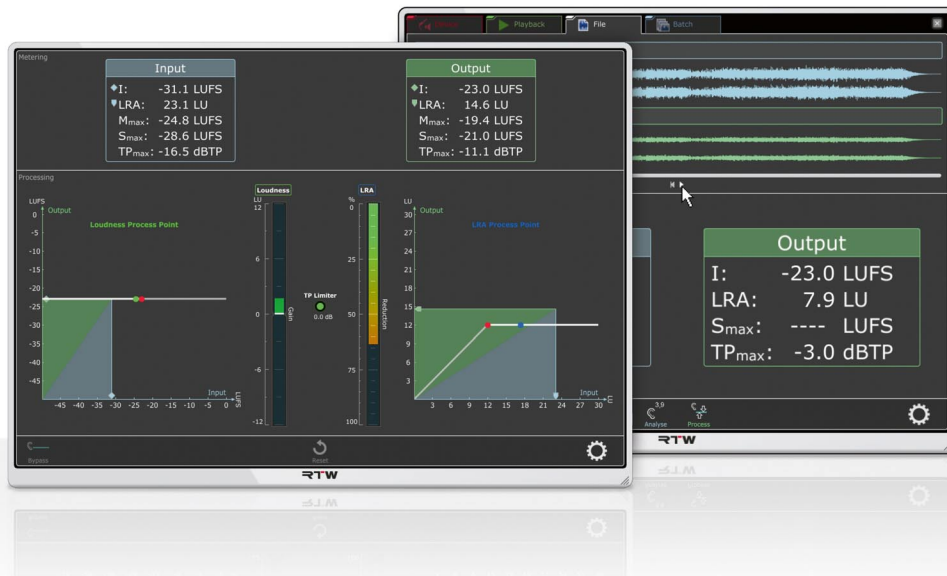 Playback
File
Batch
Metering
Input
I: -31.1 LUFS
LRA: 23.1 LU
Mmax: -24.8 LUFS
Smax: -28.6 LUFS
TPmax: -16.5 dBTP
Output
I: -23.0 LUFS
LRA: 14.6 LU
Mmax: -19.4 LUFS
Smax: -21.0 LUFS
TPmax: -11.1 dBTP
Processing
LUFS
Output
Loudness Process Point
0
-5
-10
-15
-20
-25
-30
-35
-40
-45
Input
-45 -40 -35 -30 -25 -20 -15 -10 -5 0
LUFS
Loudness
LU
12
6
0
-6
-12
Gain
TP Limiter
0.0 dB
LRA
%
0
25
50
75
100
Reduction
LU
Output
LRA Process Point
30
27
24
21
18
15
12
9
6
3
Input
3 6 9 12 15 18 21 24 27 30
LU
Bypass
Reset
RTW
Output
I: -23.0 LUFS
LRA: 7.9 LU
Smax: ---- LUFS
TPmax: -3.0 dBTP
3,9
Analyse
Process
RTW